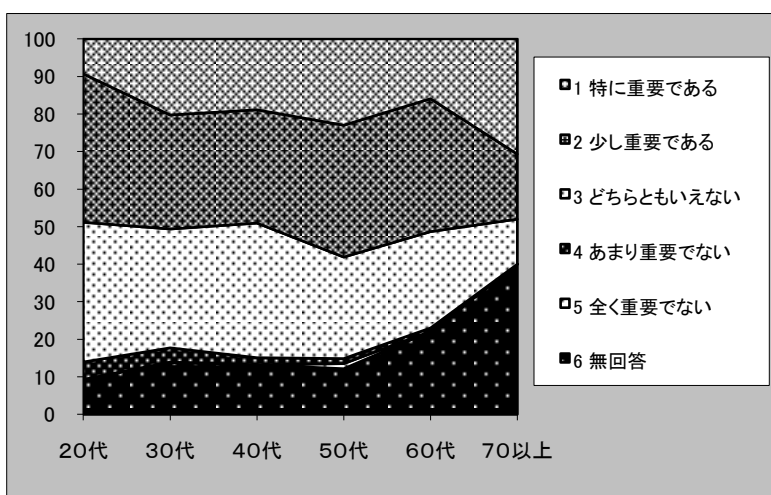 100
90
80
70
60
50
40
30
20
10
0
20代 30代 40代 50代 60代 70以上
1 特に重要である
2 少し重要である
3 どちらともいえない
4 あまり重要でない
5 全く重要でない
6 無回答